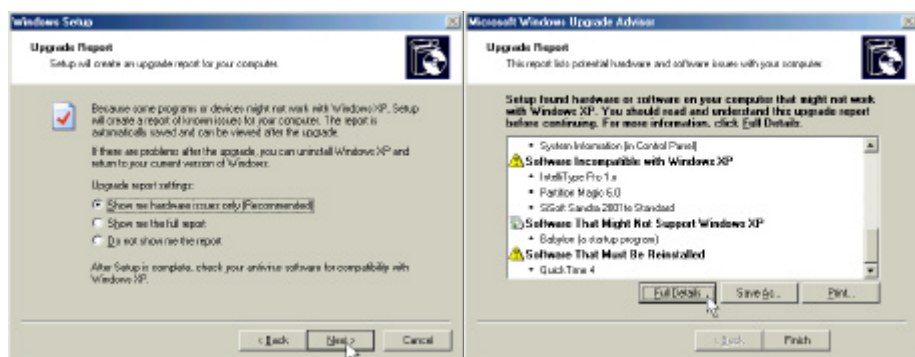 Windows Setup
Upgrade Report
Setup will create an upgrade report for your computer.
Because some programs or devices might not work with Windows XP, Setup
will create a report of known issues for your computer. The report is
automatically saved and can be viewed after the upgrade.
If there are problems after the upgrade, you can uninstall Windows XP and
return to your current version of Windows.
Upgrade report settings:
Show me hardware issues only (Recommended)
Show me the full report
Do not show me the report
After Setup is complete, check your antivirus software for compatibility with
Windows XP.
< Back
Next >
Cancel
Microsoft Windows Upgrade Advisor
Upgrade Report
This report lists potential hardware and software issues with your computer.
Setup found hardware or software on your computer that might not work
with Windows XP. You should read and understand this upgrade report
before continuing. For more information, click Full Details.
System Information (in Control Panel)
Software Incompatible with Windows XP
IntelliType Pro 1.x
Partition Magic 6.0
SiSoft Sandra 2001te Standard
Software That Might Not Support Windows XP
Babylon (a startup program)
Software That Must Be Reinstalled
QuickTime 4
Full Details...
Save As...
Print...
< Back
Finish